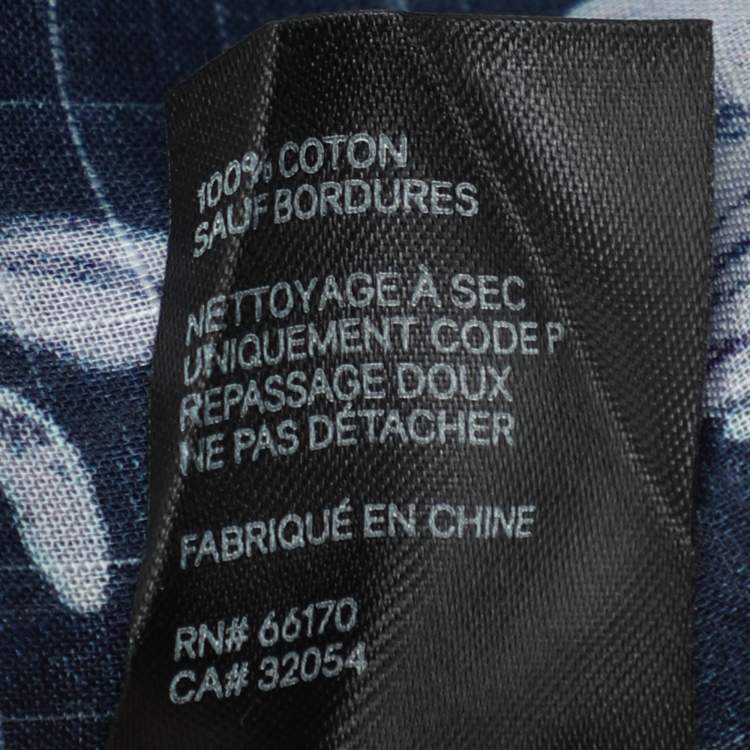 100% COTON
SAUF BORDURES
NETTOYAGE À SEC
UNIQUEMENT CODE P
REPASSAGE DOUX
NE PAS DÉTACHER
FABRIQUÉ EN CHINE
RN# 66170
CA# 32054